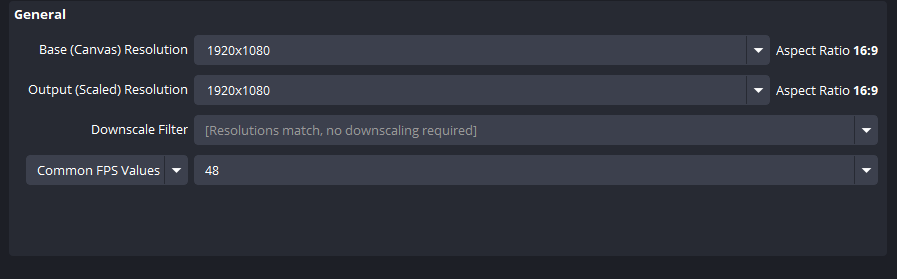 General
Base (Canvas) Resolution 1920x1080 Aspect Ratio 16:9
Output (Scaled) Resolution 1920x1080 Aspect Ratio 16:9
Downscale Filter [Resolutions match, no downscaling required]
Common FPS Values 48